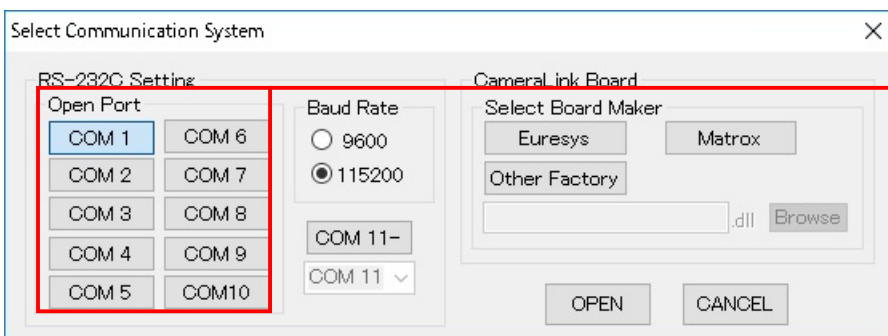 Select Communication System
RS-232C Setting
Open Port
COM 1
COM 6
COM 2
COM 7
COM 3
COM 8
COM 4
COM 9
COM 5
COM10
Baud Rate
9600
115200
COM 11-
COM 11
CameraLink Board
Select Board Maker
Euresys
Matrox
Other Factory
.dll
Browse
OPEN
CANCEL